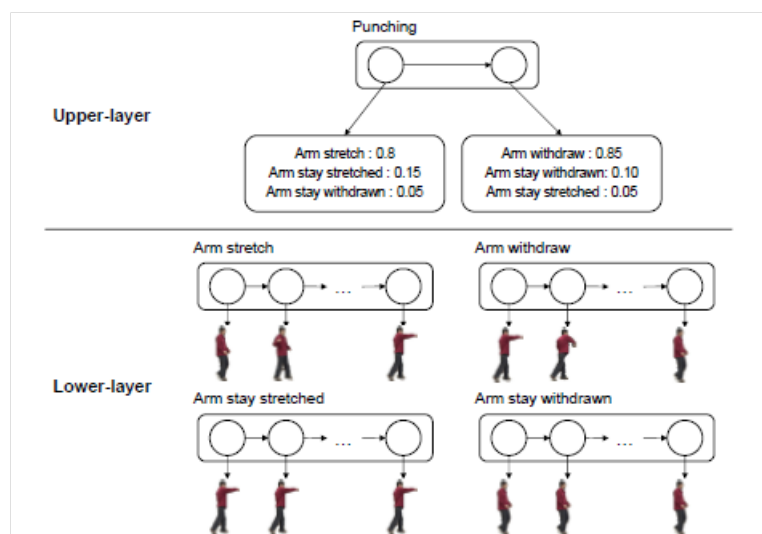 Punching
Upper-layer
Arm stretch : 0.8
Arm stay stretched : 0.15
Arm stay withdrawn : 0.05
Arm withdraw : 0.85
Arm stay withdrawn: 0.10
Arm stay stretched : 0.05
Arm stretch
Arm withdraw
...
...
Lower-layer
Arm stay stretched
Arm stay withdrawn
...
...